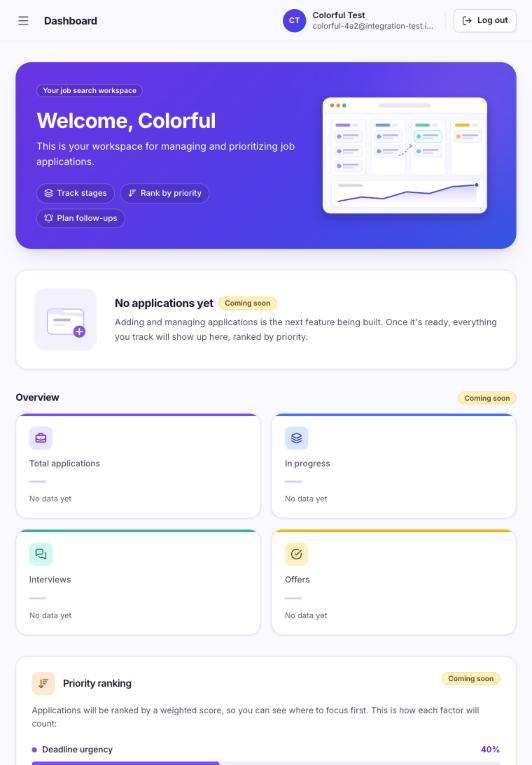 Dashboard
CT
Colorful Test
colorful-4a2@integration-test.i...
Log out
Your job search workspace
Welcome, Colorful
This is your workspace for managing and prioritizing job
applications.
Track stages
Rank by priority
Plan follow-ups
No applications yet
Coming soon
Adding and managing applications is the next feature being built. Once it's ready, everything
you track will show up here, ranked by priority.
Overview
Coming soon
Total applications
No data yet
In progress
No data yet
Interviews
No data yet
Offers
No data yet
Priority ranking
Coming soon
Applications will be ranked by a weighted score, so you can see where to focus first. This is how each factor will
count:
Deadline urgency
40%